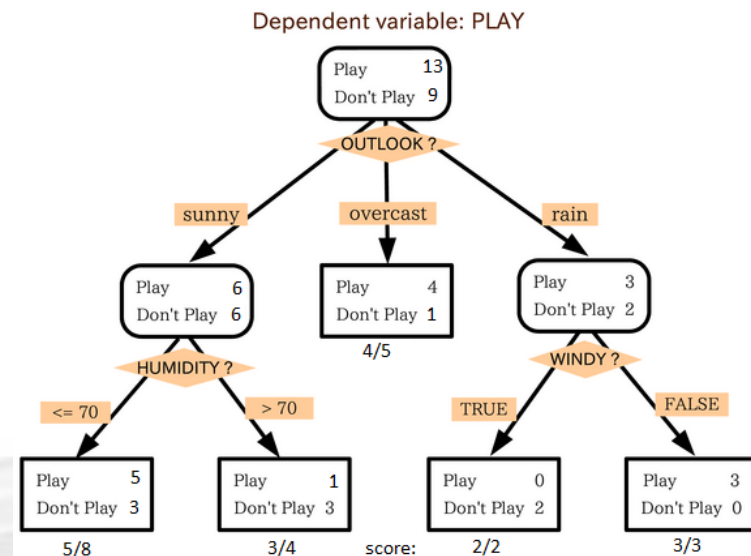 Dependent variable: PLAY
Play 13
Don't Play 9
OUTLOOK ?
sunny
overcast
rain
Play 6
Don't Play 6
Play 4
Don't Play 1
4/5
Play 3
Don't Play 2
HUMIDITY ?
WINDY ?
<= 70
> 70
TRUE
FALSE
Play 5
Don't Play 3
5/8
Play 1
Don't Play 3
3/4
score:
Play 0
Don't Play 2
2/2
Play 3
Don't Play 0
3/3